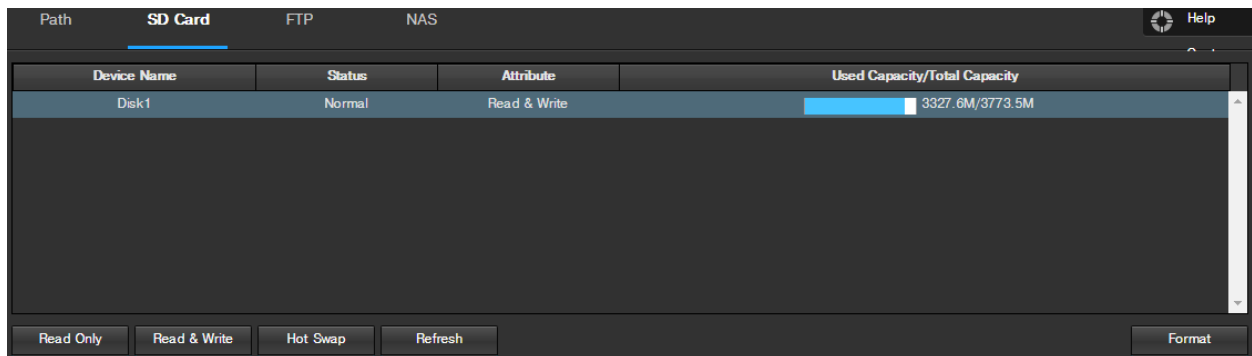 Path SD Card FTP NAS Help
Device Name Status Attribute Used Capacity/Total Capacity
Disk1 Normal Read & Write 3327.6M/3773.5M
Read Only Read & Write Hot Swap Refresh Format